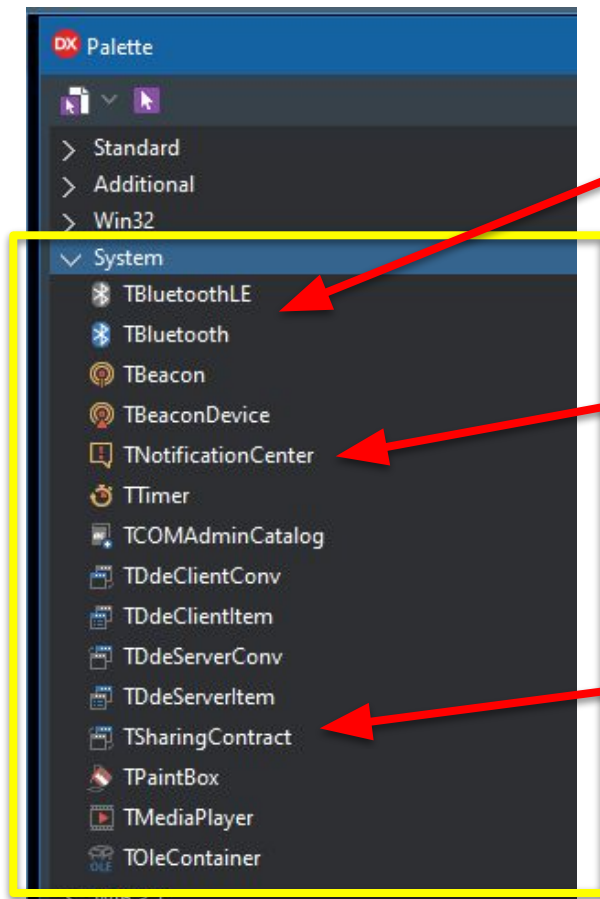 DX Palette
Standard
Additional
Win32
System
TBluetoothLE
TBluetooth
TBeacon
TBeaconDevice
TNotificationCenter
TTimer
TCOMAdminCatalog
TDdeClientConv
TDdeClientItem
TDdeServerConv
TDdeServerItem
TSharingContract
TPaintBox
TMediaPlayer
OLE TOleContainer